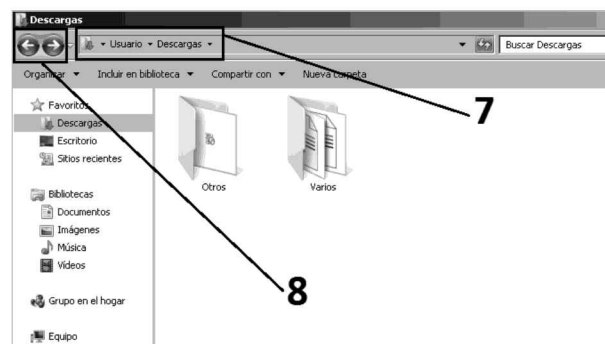 Descargas
Usuario Descargas
Buscar Descargas
Organizar Incluir en biblioteca Compartir con Nueva carpeta
7
Favoritos
Descargas
Escritorio
Sitios recientes
Otros
Varios
Bibliotecas
Documentos
Imágenes
Música
Vídeos
8
Grupo en el hogar
Equipo